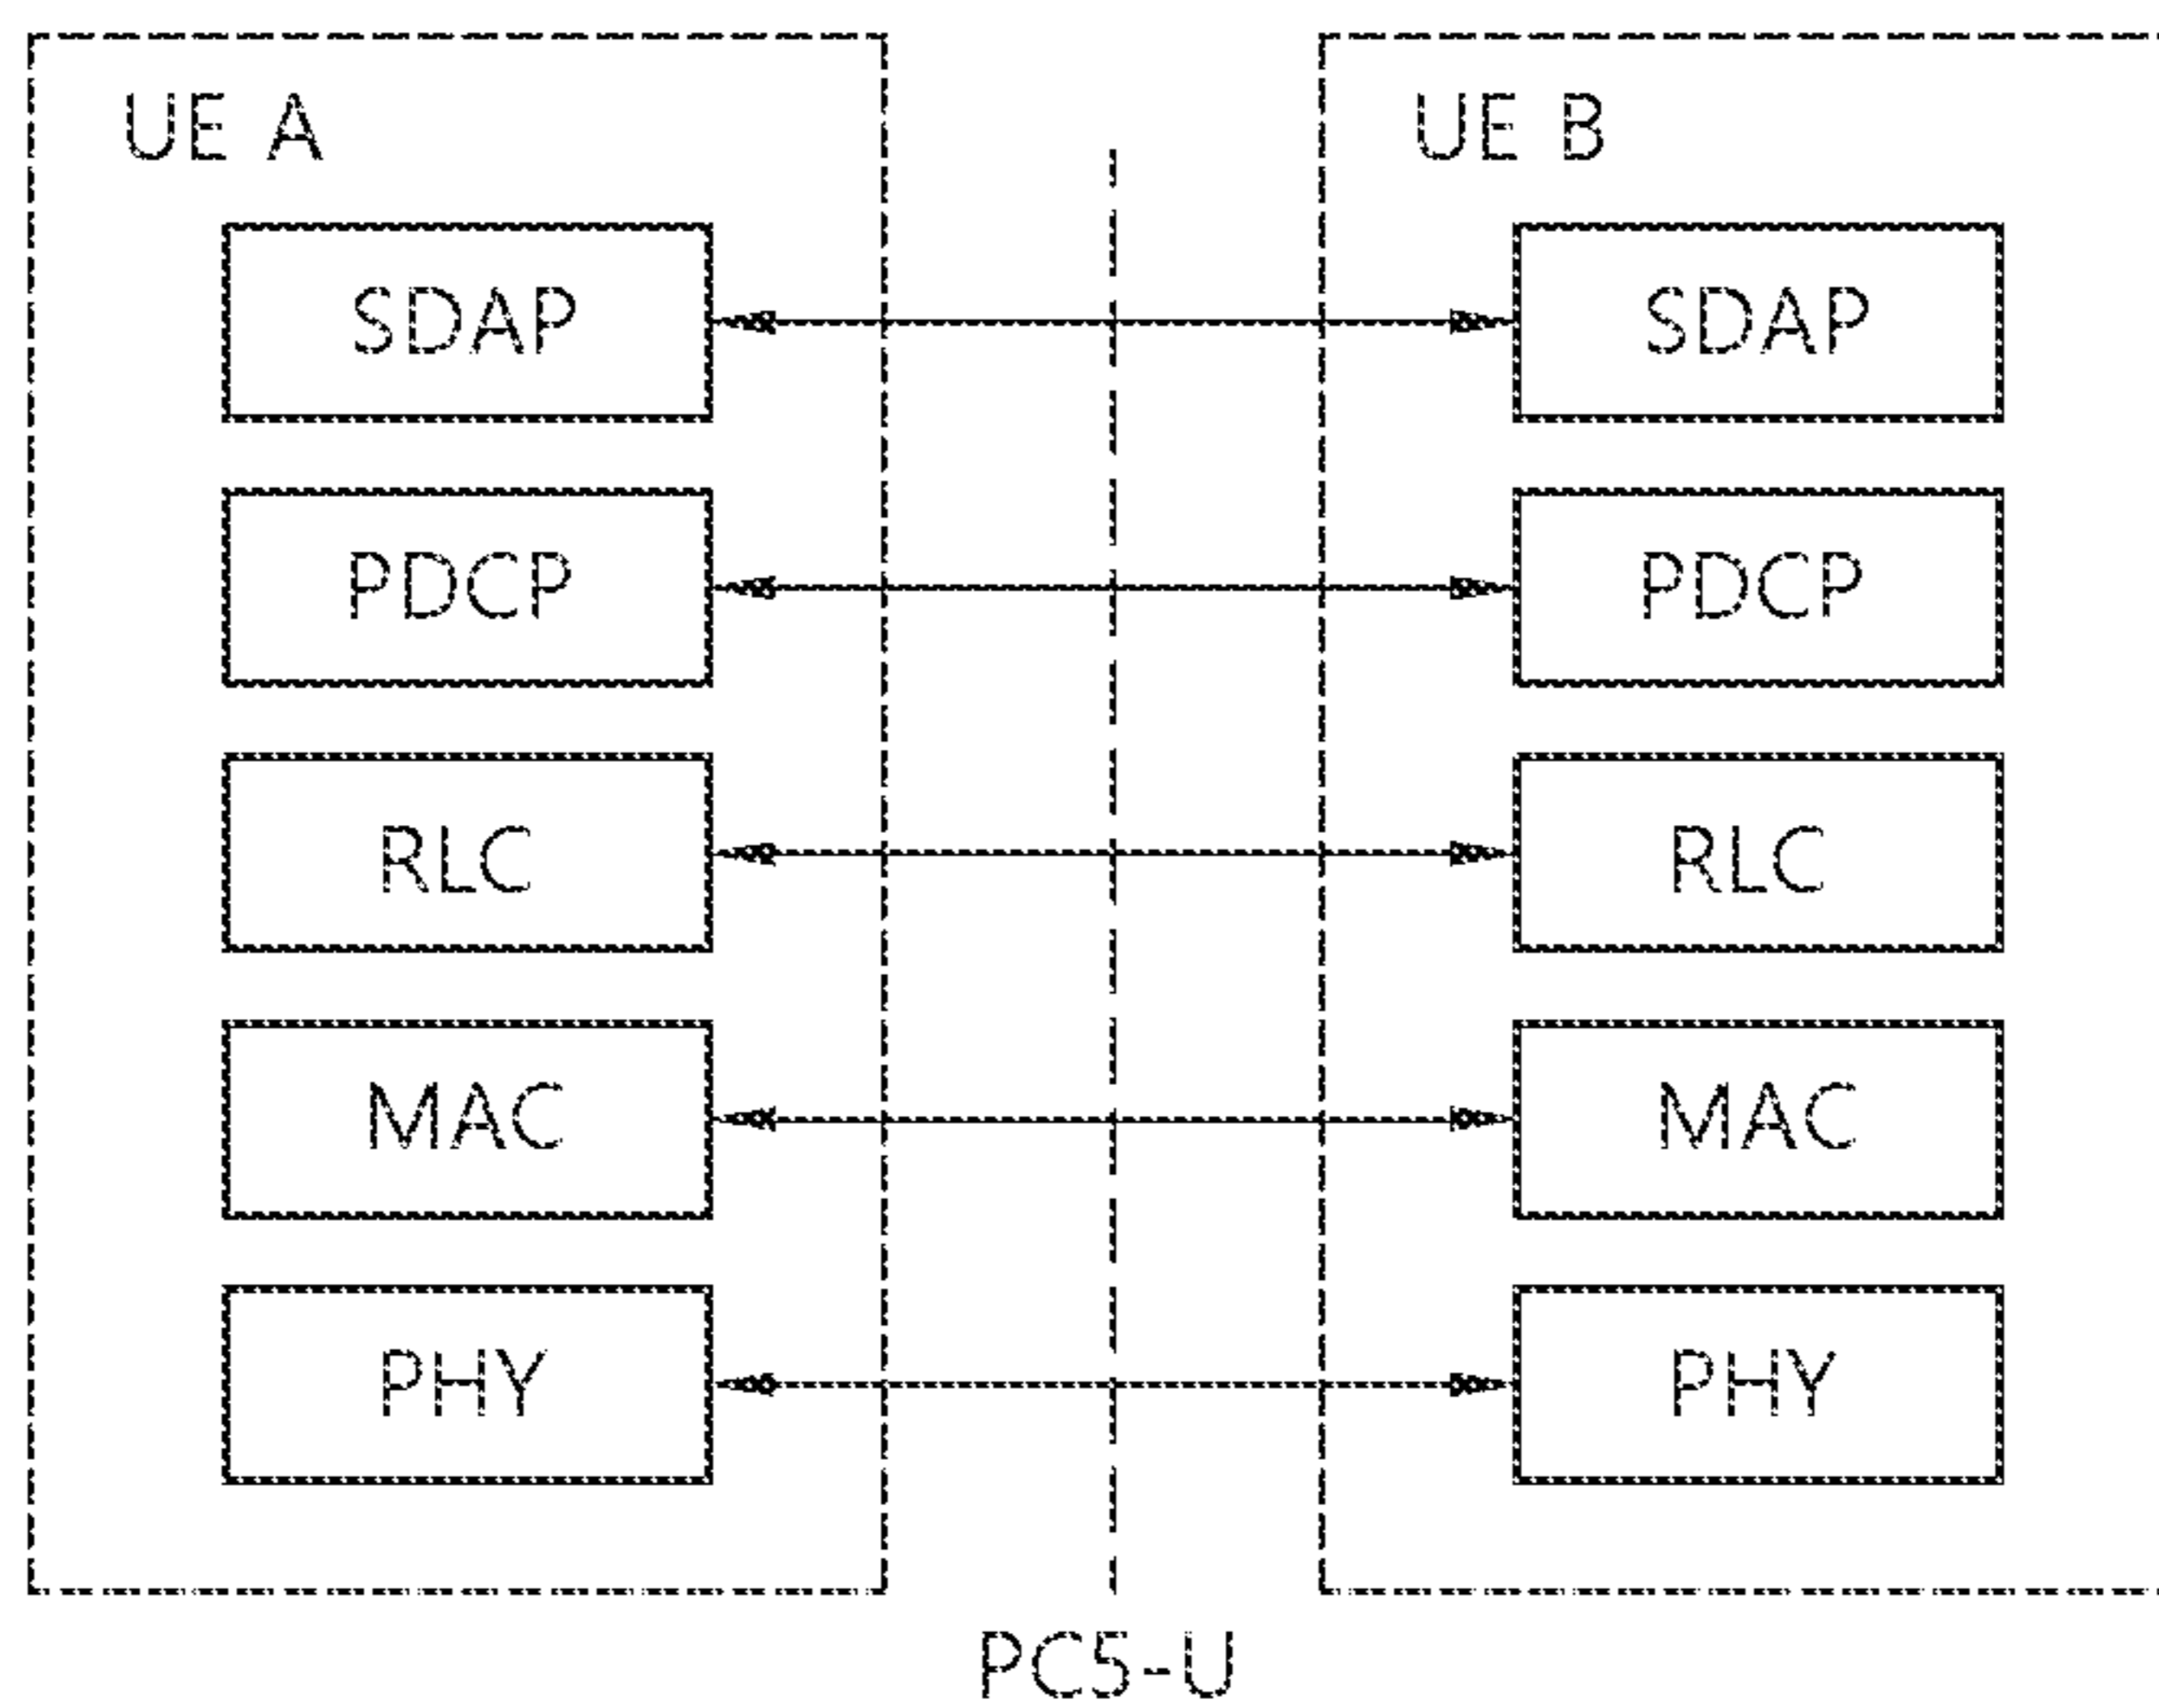 UE A
UE B
SDAP
SDAP
PDCP
PDCP
RLC
RLC
MAC
MAC
PHY
PHY
PC5-U